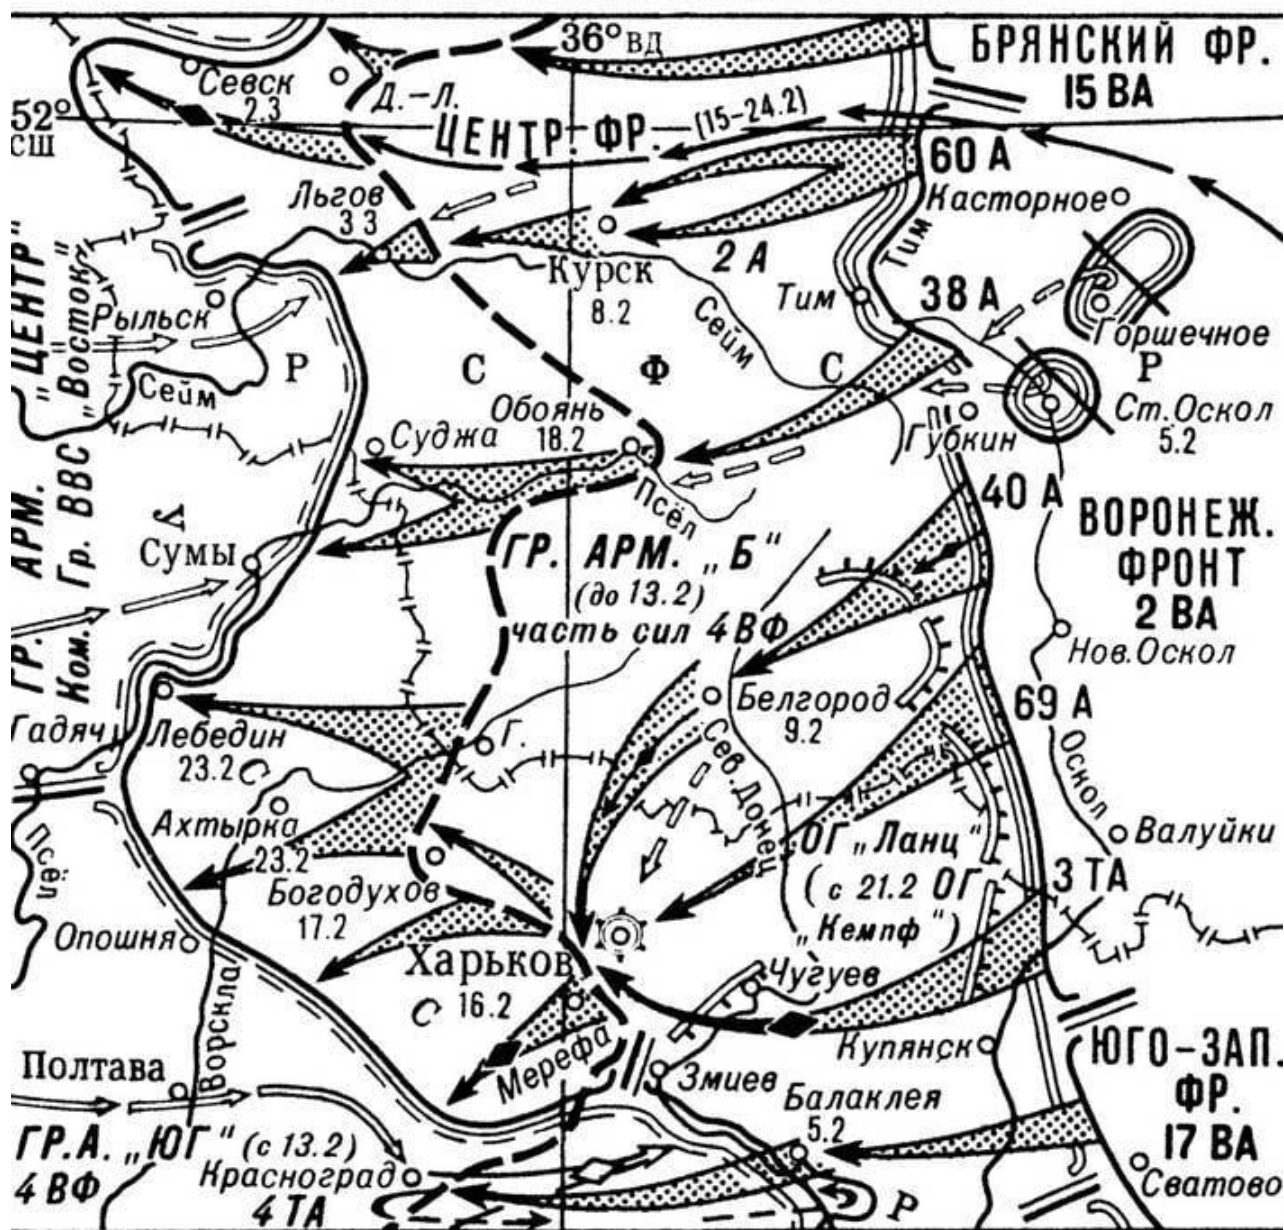 36° вд
БРЯНСКИЙ ФР.
15 ВА
Севск
2.3
Д.-Л.
52°
СШ
ЦЕНТР. ФР.
(15-24.2)
60 А
Касторное
Льгов
3 3
Тим
2 А
Курск
8.2
Тим
38 А
Горшечное
Рыльск
Сейм
Сейм
Р
С
Ф
С
Р
Обоянь
18.2
Суджа
Губкин
Ст.Оскол
5.2
ГР. АРМ. „ЦЕНТР"
Ком. Гр. ВВС „Восток"
Псёл
40 А
ВОРОНЕЖ.
ФРОНТ
2 ВА
У
Сумы
ГР. АРМ. „Б"
(до 13.2)
часть сил 4 ВФ
Нов.Оскол
Белгород
9.2
69 А
Гадяч
Лебедин
23.2
С
Г.
Сев. Донец
Оскол
Псёл
Ахтырка
23.2
Валуйки
ОГ „Ланц"
(с 21.2 ОГ
„Кемпф")
3 ТА
Богодухов
17.2
Опошня
Харьков
16.2
С
Чугуев
Ворскла
Мерефа
Купянск
ЮГО-ЗАП.
ФР.
17 ВА
Полтава
Змиев
Балаклея
5.2
ГР.А. „ЮГ" (с 13.2)
4 ВФ
Красноград
4 ТА
Сватово
Р